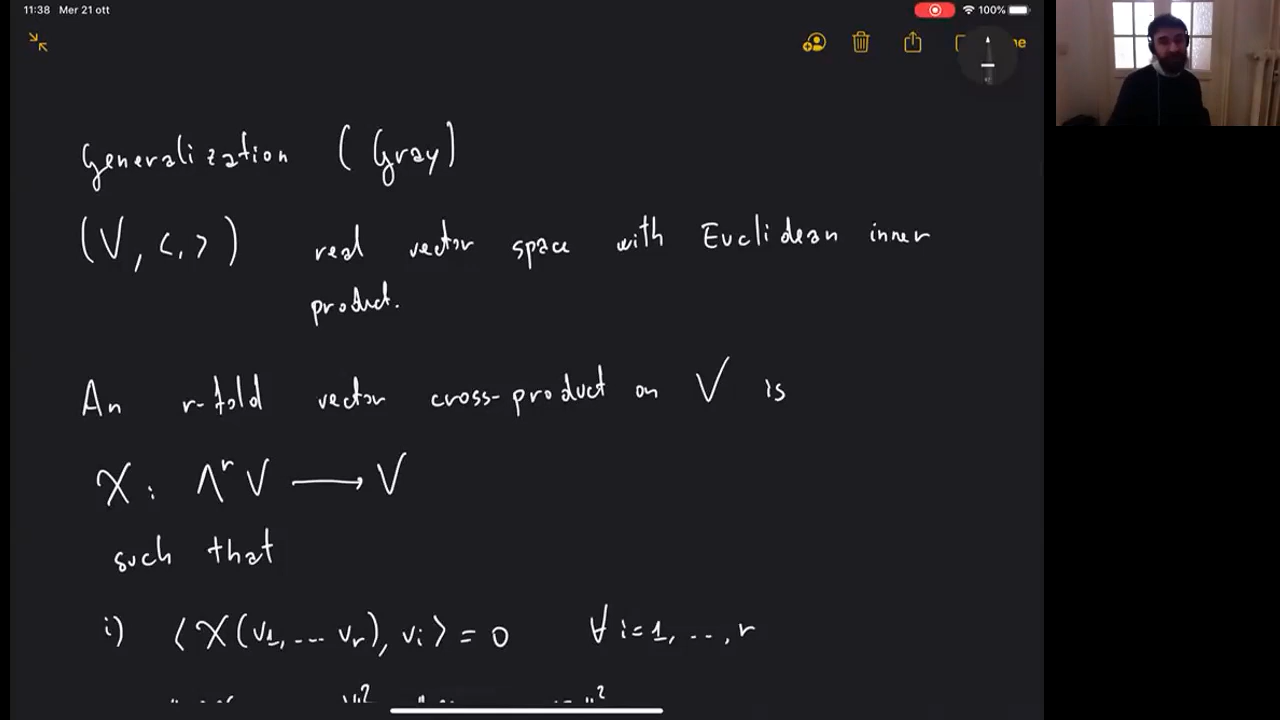 11:38 Mer 21 ott
100%
Generalization (Gray)
(V, <,>) real vector space with Euclidean inner
product.
An r-fold vector cross-product on V is
X : Λ^r V ⟶ V
such that
i) ⟨X(v1, ... vr), vi⟩ = 0 ∀ i=1, ..., r